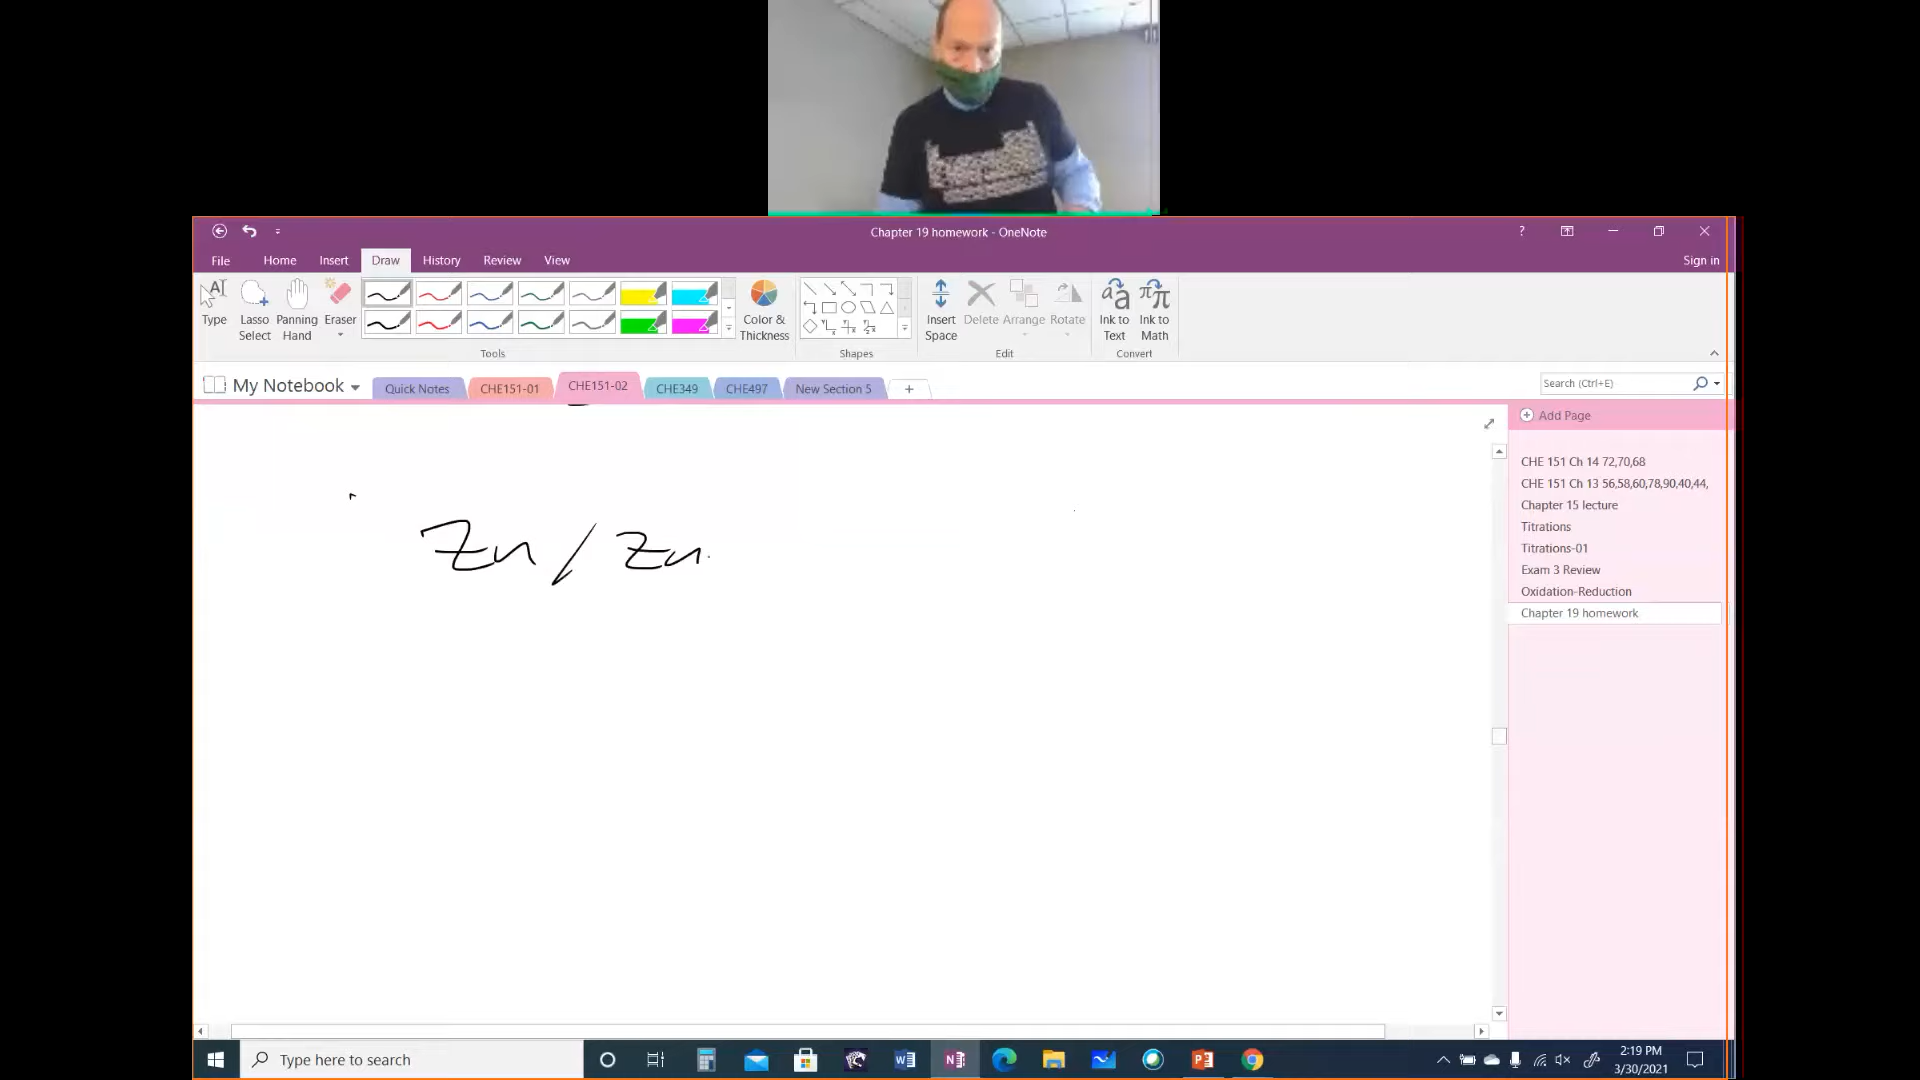 Chapter 19 homework - OneNote
?
File
Home
Insert
Draw
History
Review
View
Sign in
Type
Lasso Select
Panning Hand
Eraser
Color & Thickness
Insert Space
Delete
Arrange
Rotate
Ink to Text
Ink to Math
Tools
Shapes
Edit
Convert
My Notebook
Quick Notes
CHE151-01
CHE151-02
CHE349
CHE497
New Section 5
Search (Ctrl+E)
Add Page
CHE 151 Ch 14 72,70,68
CHE 151 Ch 13 56,58,60,78,90,40,44,
Chapter 15 lecture
Titrations
Titrations-01
Exam 3 Review
Oxidation-Reduction
Chapter 19 homework
Zn / Zn
Type here to search
2:19 PM
3/30/2021